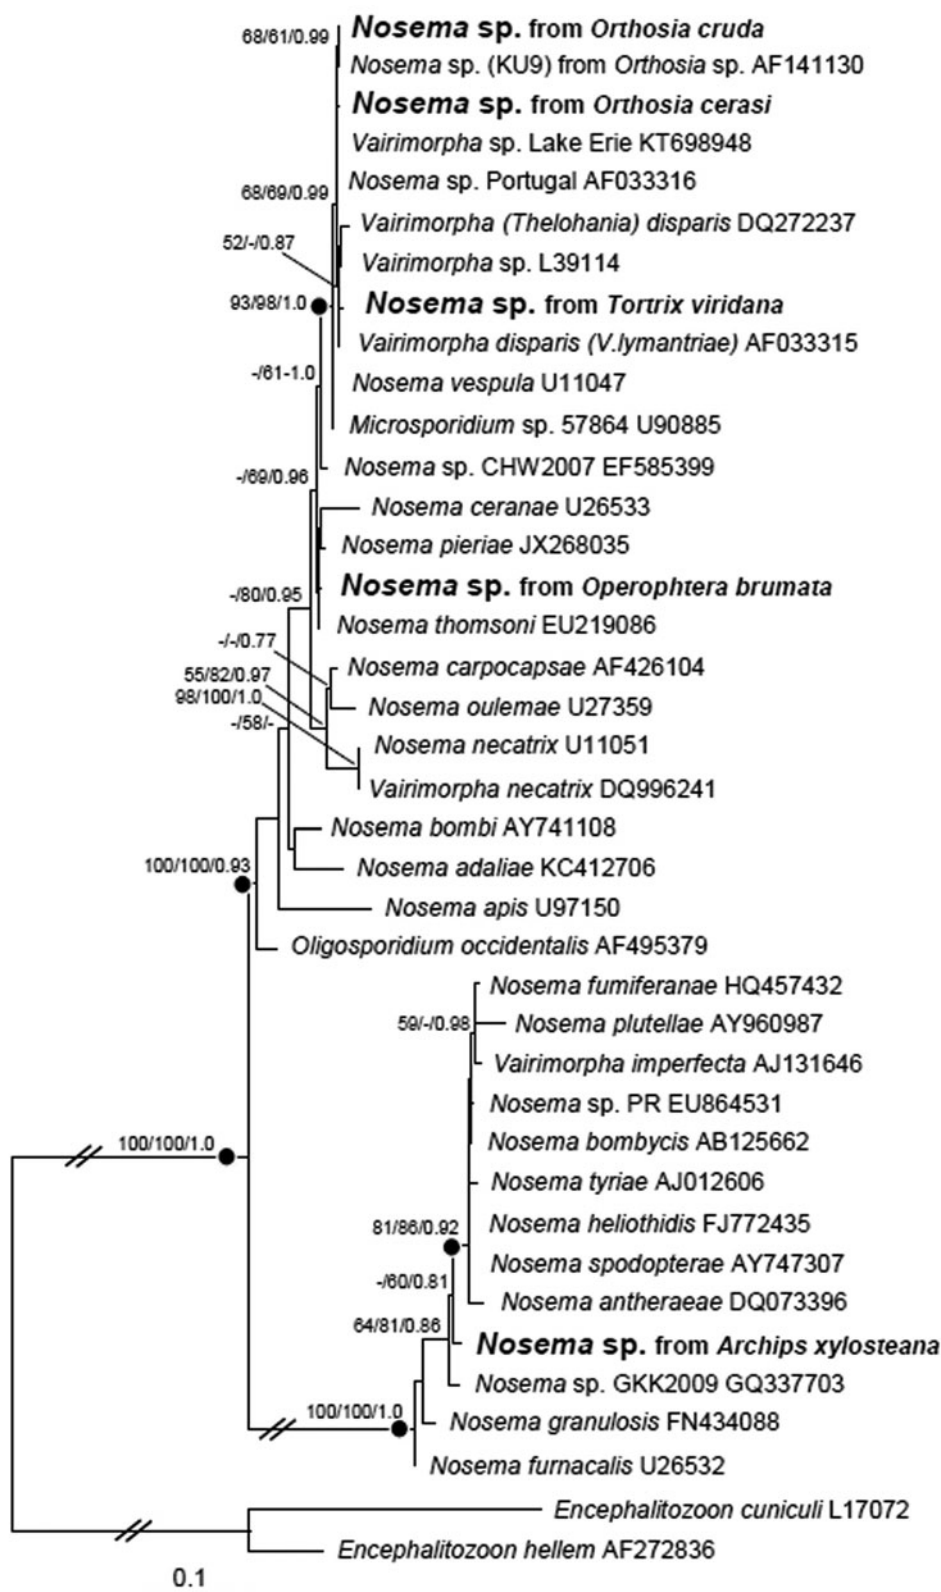 68/61/0.99
Nosema sp. from Orthosia cruda
Nosema sp. (KU9) from Orthosia sp. AF141130
Nosema sp. from Orthosia cerasi
Vairimorpha sp. Lake Erie KT698948
Nosema sp. Portugal AF033316
68/69/0.99
Vairimorpha (Thelohania) disparis DQ272237
52/-/0.87
Vairimorpha sp. L39114
93/98/1.0
Nosema sp. from Tortrix viridana
Vairimorpha disparis (V.lymantriae) AF033315
-/61-1.0
Nosema vespula U11047
Microsporidium sp. 57864 U90885
Nosema sp. CHW2007 EF585399
-/69/0.96
Nosema ceranae U26533
Nosema pieriae JX268035
Nosema sp. from Operophtera brumata
-/80/0.95
Nosema thomsoni EU219086
-/-/0.77
Nosema carpocapsae AF426104
55/82/0.97
98/100/1.0
Nosema oulemae U27359
-/58/-
Nosema necatrix U11051
Vairimorpha necatrix DQ996241
Nosema bombi AY741108
100/100/0.93
Nosema adaliae KC412706
Nosema apis U97150
Oligosporidium occidentalis AF495379
Nosema fumiferanae HQ457432
59/-/0.98
Nosema plutellae AY960987
Vairimorpha imperfecta AJ131646
Nosema sp. PR EU864531
100/100/1.0
Nosema bombycis AB125662
Nosema tyriae AJ012606
81/86/0.92
Nosema heliothidis FJ772435
Nosema spodopterae AY747307
-/60/0.81
Nosema antheraeae DQ073396
64/81/0.86
Nosema sp. from Archips xylosteana
Nosema sp. GKK2009 GQ337703
100/100/1.0
Nosema granulosis FN434088
Nosema furnacalis U26532
Encephalitozoon cuniculi L17072
Encephalitozoon hellem AF272836
0.1